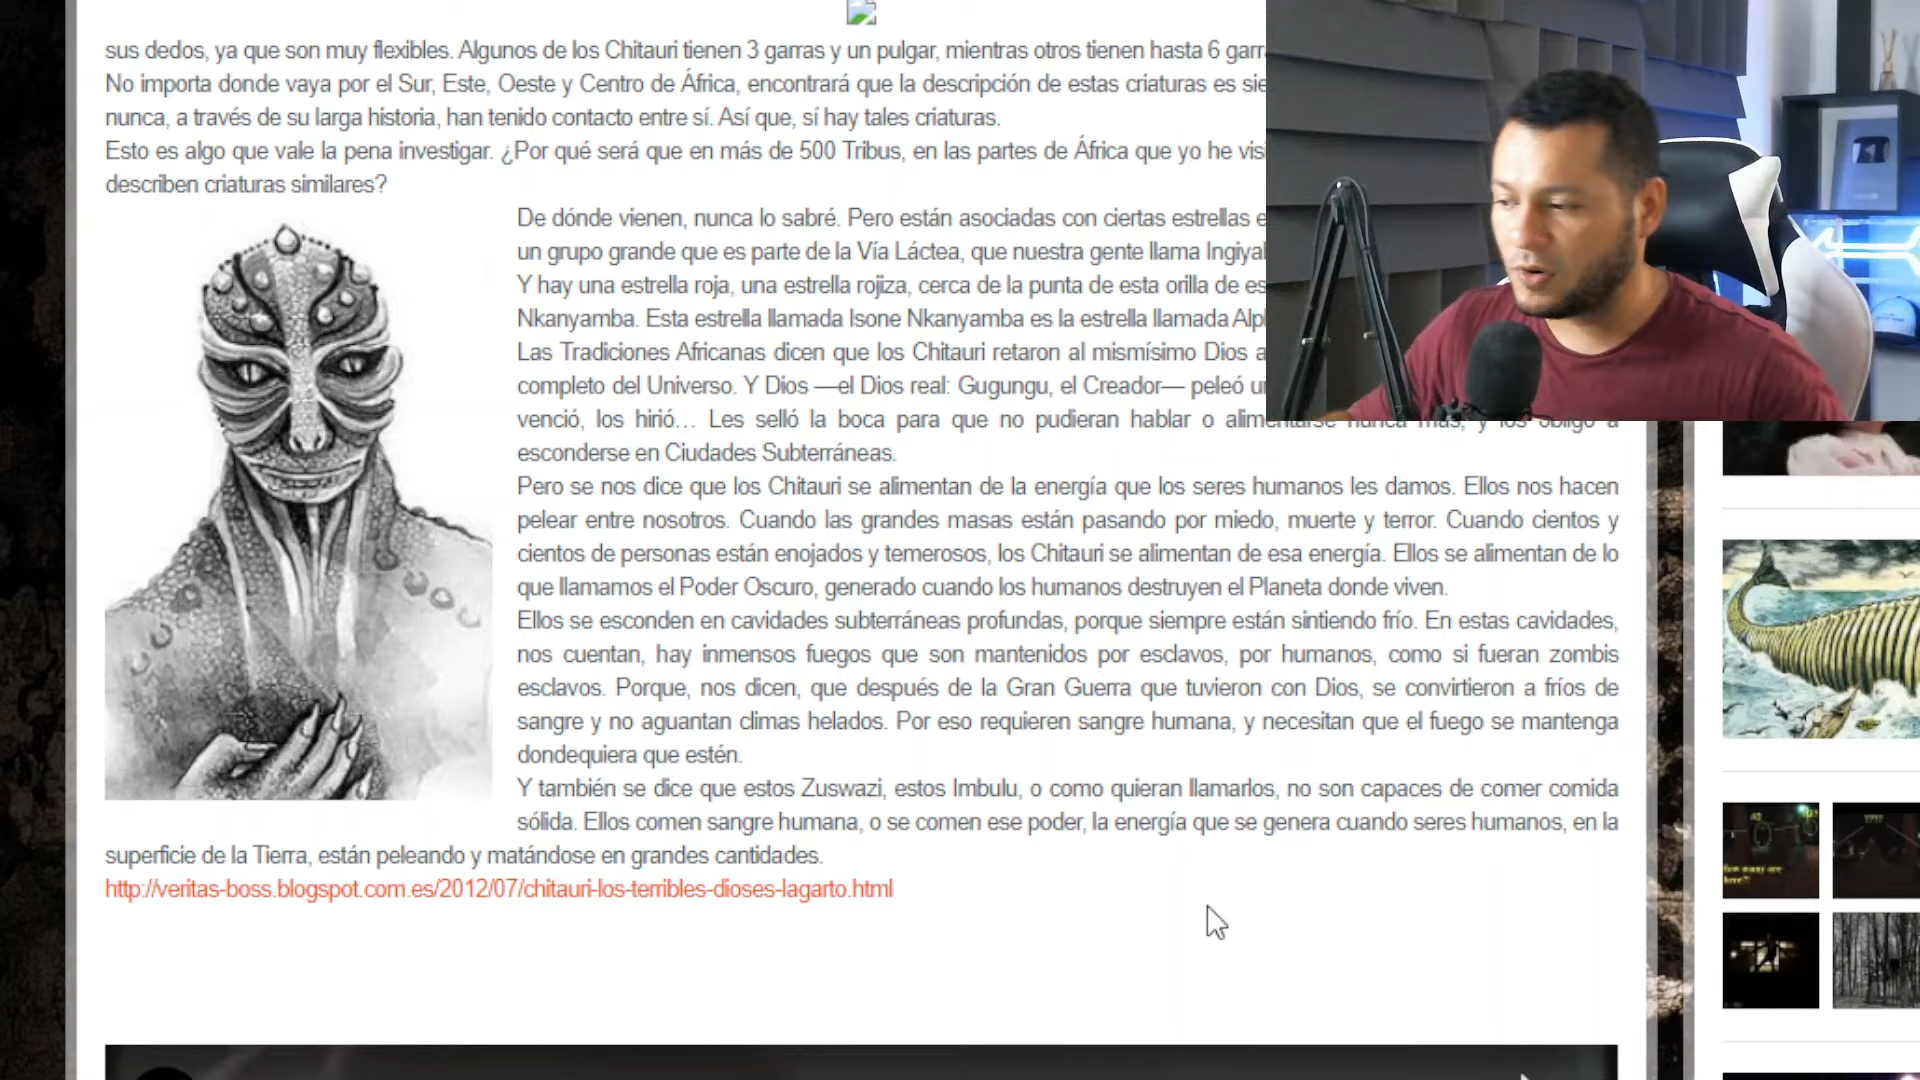 sus dedos, ya que son muy flexibles. Algunos de los Chitauri tienen 3 garras y un pulgar, mientras otros tienen hasta 6
No importa donde vaya por el Sur, Este, Oeste y Centro de África, encontrará que la descripción de estas criaturas es
nunca, a través de su larga historia, han tenido contacto entre sí. Así que, sí hay tales criaturas.
Esto es algo que vale la pena investigar. ¿Por qué será que en más de 500 Tribus, en las partes de África que yo he
describen criaturas similares?
De dónde vienen, nunca lo sabré. Pero están asociadas con ciertas estrellas
un grupo grande que es parte de la Vía Láctea, que nuestra gente llama
Y hay una estrella roja, una estrella rojiza, cerca de la punta de esta orilla de
Nkanyamba. Esta estrella llamada Isone Nkanyamba es la estrella llamada
Las Tradiciones Africanas dicen que los Chitauri retaron al mismísimo Dios
completo del Universo. Y Dios —el Dios real: Gugungu, el Creador— peleó
venció, los hirió… Les selló la boca para que no pudieran hablar o alimentarse nunca más, y los obligó a
esconderse en Ciudades Subterráneas.
Pero se nos dice que los Chitauri se alimentan de la energía que los seres humanos les damos. Ellos nos hacen
pelear entre nosotros. Cuando las grandes masas están pasando por miedo, muerte y terror. Cuando cientos y
cientos de personas están enojados y temerosos, los Chitauri se alimentan de esa energía. Ellos se alimentan de lo
que llamamos el Poder Oscuro, generado cuando los humanos destruyen el Planeta donde viven.
Ellos se esconden en cavidades subterráneas profundas, porque siempre están sintiendo frío. En estas cavidades,
nos cuentan, hay inmensos fuegos que son mantenidos por esclavos, por humanos, como si fueran zombis
esclavos. Porque, nos dicen, que después de la Gran Guerra que tuvieron con Dios, se convirtieron a fríos de
sangre y no aguantan climas helados. Por eso requieren sangre humana, y necesitan que el fuego se mantenga
dondequiera que estén.
Y también se dice que estos Zuswazi, estos Imbulu, o como quieran llamarlos, no son capaces de comer comida
sólida. Ellos comen sangre humana, o se comen ese poder, la energía que se genera cuando seres humanos, en la
superficie de la Tierra, están peleando y matándose en grandes cantidades.
http://veritas-boss.blogspot.com.es/2012/07/chitauri-los-terribles-dioses-lagarto.html